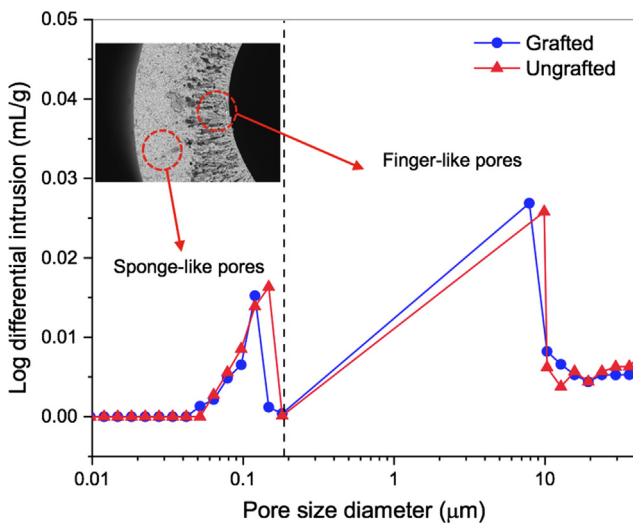 0.05
0.04
0.03
0.02
0.01
0.00
Log differential intrusion (mL/g)
Grafted
Ungrafted
Finger-like pores
Sponge-like pores
0.01
0.1
1
10
Pore size diameter (μm)